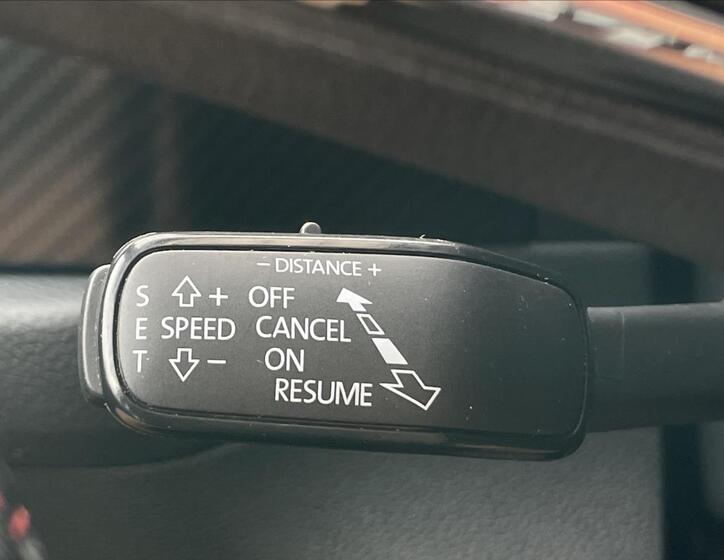 - DISTANCE +
S + OFF
E SPEED CANCEL
T - ON
RESUME